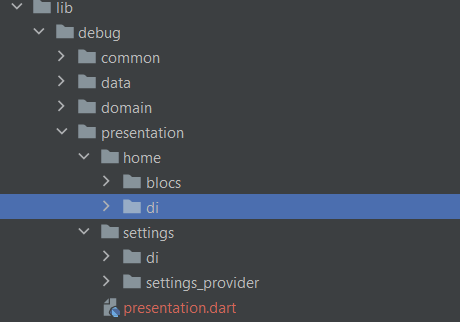 lib
debug
common
data
domain
presentation
home
blocs
di
settings
di
settings_provider
presentation.dart